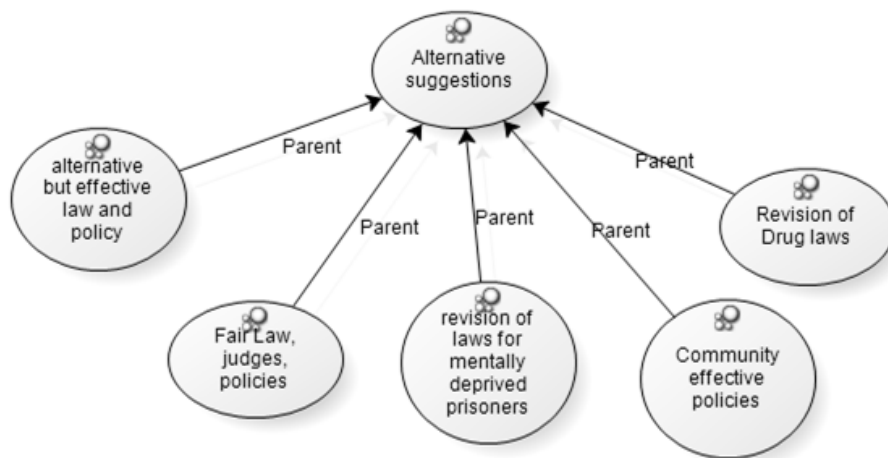 Alternative
suggestions
Parent
alternative
but effective
law and
policy
Parent
Parent
Parent
Parent
Revision of
Drug laws
Fair Law,
judges,
policies
revision of
laws for
mentally
deprived
prisoners
Community
effective
policies